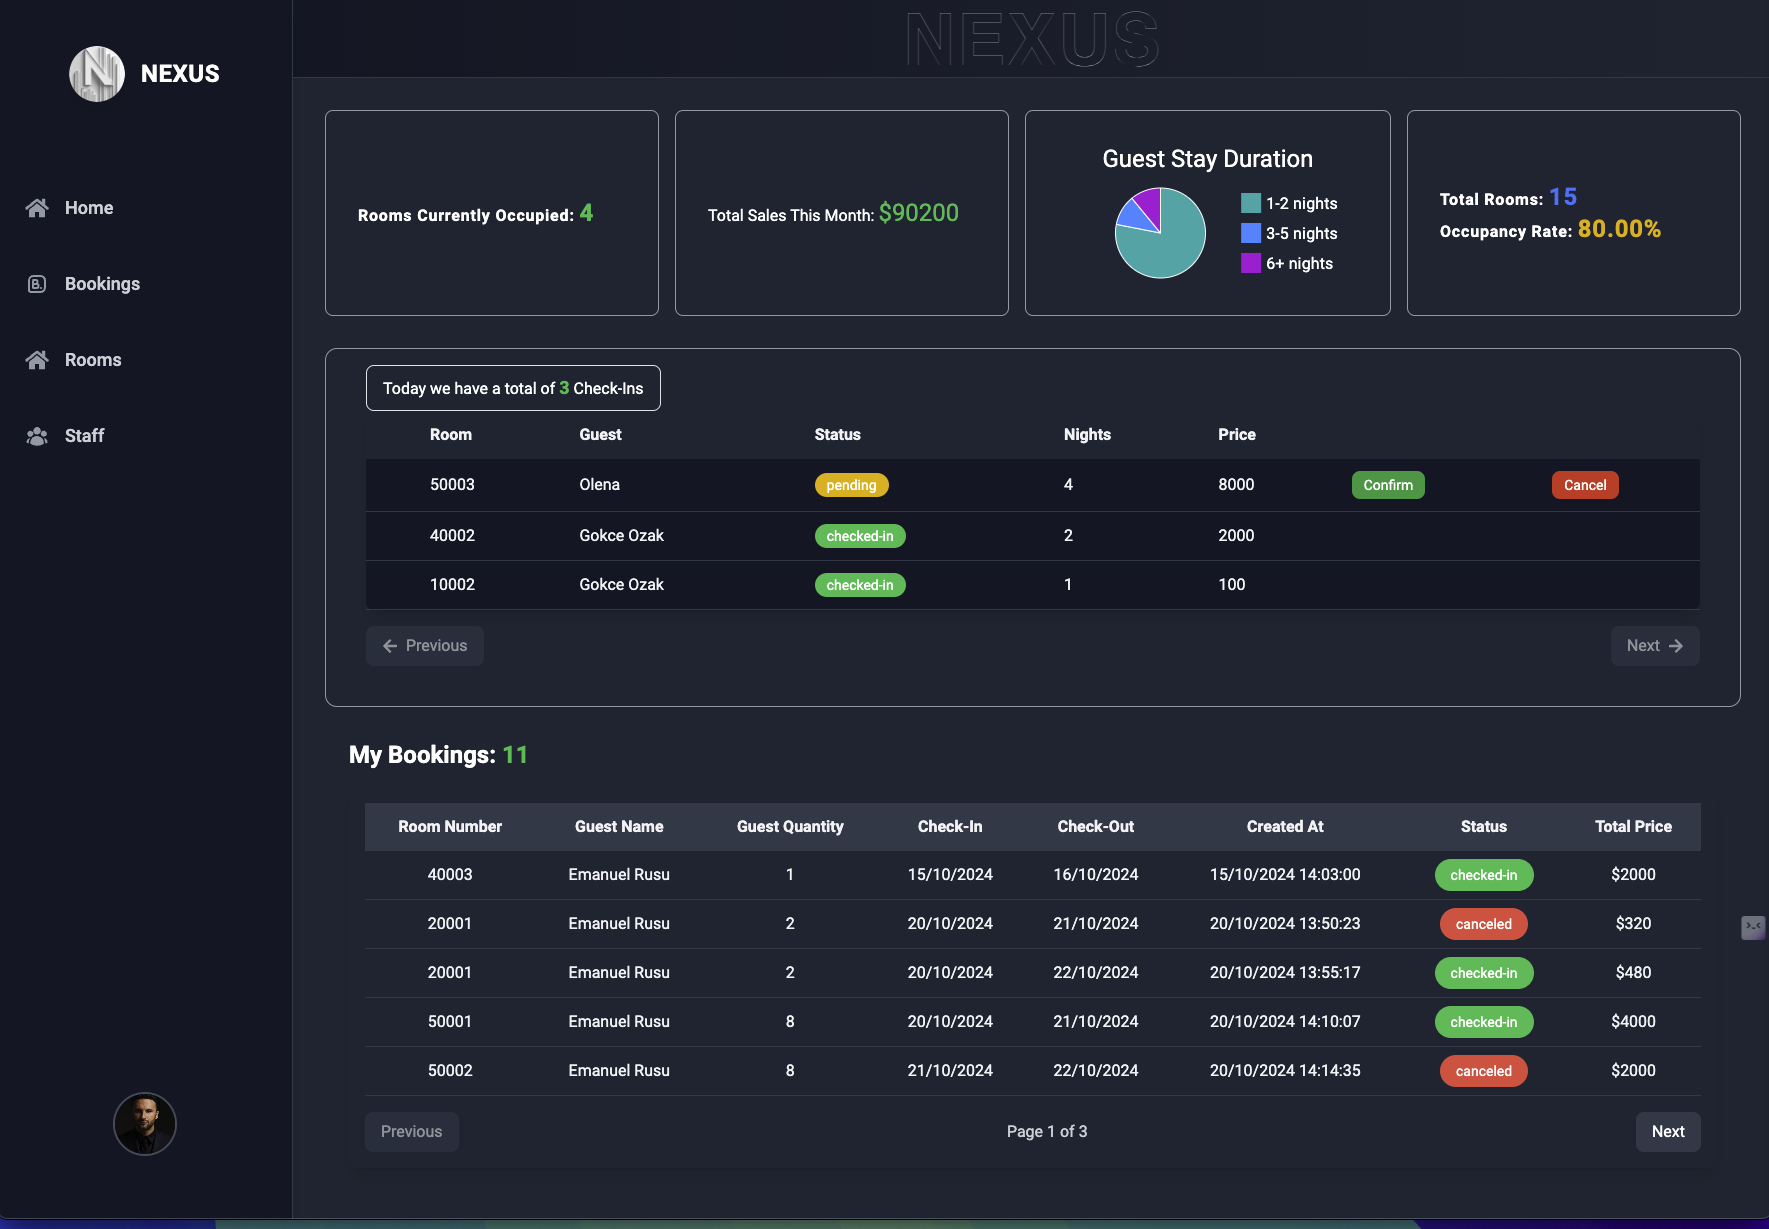 NEXUS
NEXUS
Home
Bookings
Rooms
Staff
Rooms Currently Occupied: 4
Total Sales This Month: $90200
Guest Stay Duration
1-2 nights
3-5 nights
6+ nights
Total Rooms: 15
Occupancy Rate: 80.00%
Today we have a total of 3 Check-Ins
Room Guest Status Nights Price
50003 Olena pending 4 8000 Confirm Cancel
40002 Gokce Ozak checked-in 2 2000
10002 Gokce Ozak checked-in 1 100
Previous Next
My Bookings: 11
Room Number Guest Name Guest Quantity Check-In Check-Out Created At Status Total Price
40003 Emanuel Rusu 1 15/10/2024 16/10/2024 15/10/2024 14:03:00 checked-in $2000
20001 Emanuel Rusu 2 20/10/2024 21/10/2024 20/10/2024 13:50:23 canceled $320
20001 Emanuel Rusu 2 20/10/2024 22/10/2024 20/10/2024 13:55:17 checked-in $480
50001 Emanuel Rusu 8 20/10/2024 21/10/2024 20/10/2024 14:10:07 checked-in $4000
50002 Emanuel Rusu 8 21/10/2024 22/10/2024 20/10/2024 14:14:35 canceled $2000
Previous Page 1 of 3 Next